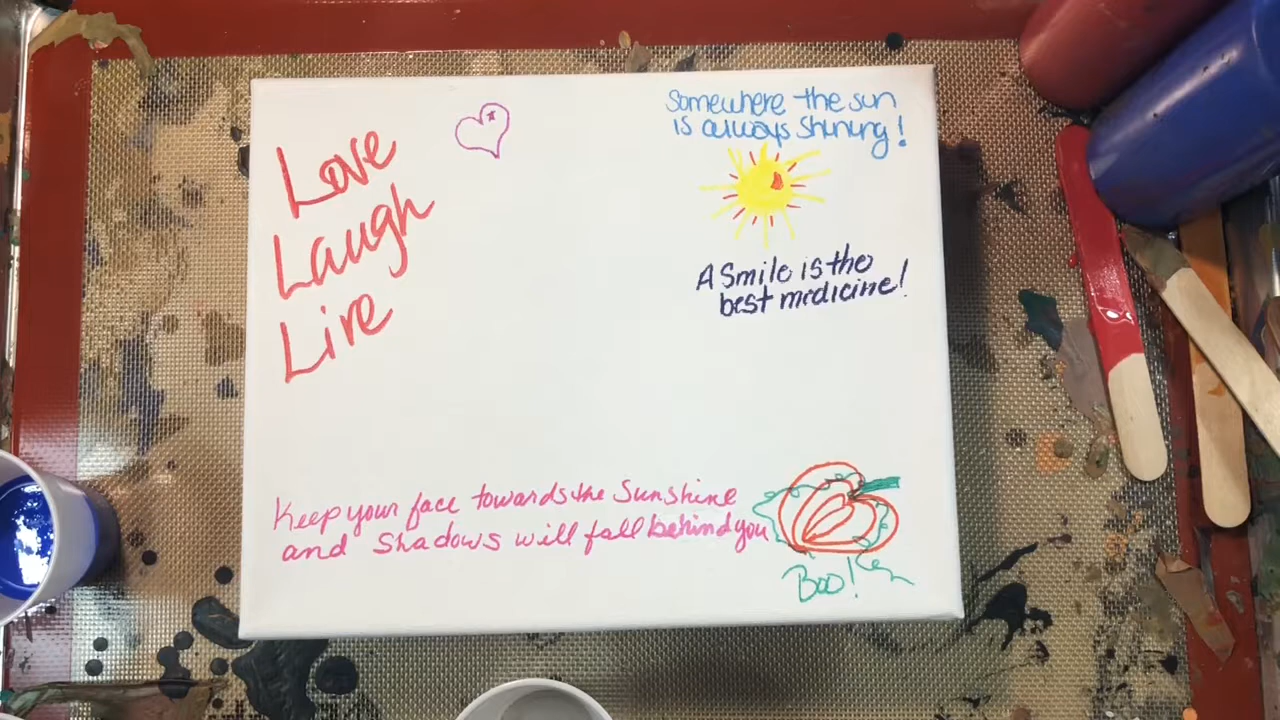 Love
Laugh
Live
Somewhere the sun
is always shining!
A Smile is the
best medicine!
Keep your face towards the Sunshine
and Shadows will fall behind you
Boo!